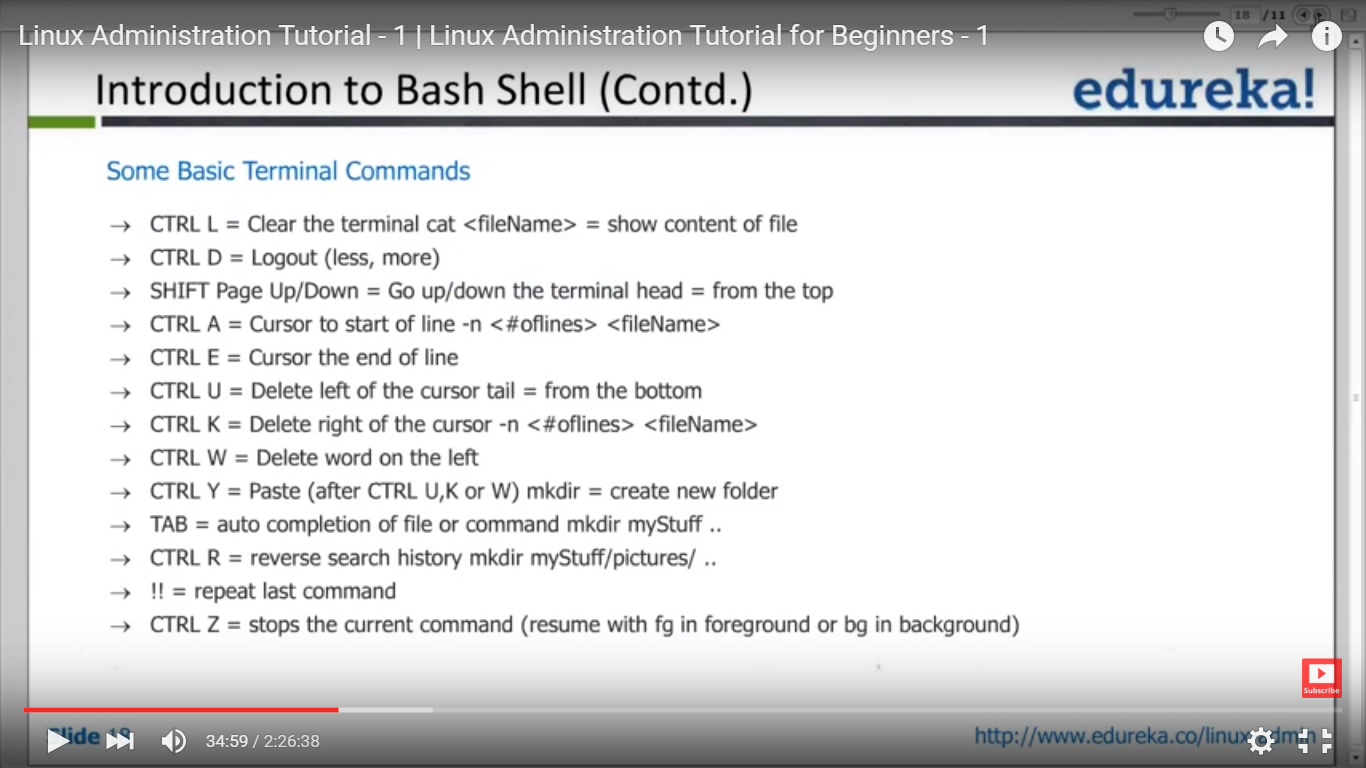 18 /11
Linux Administration Tutorial - 1 | Linux Administration Tutorial for Beginners - 1
Introduction to Bash Shell (Contd.)
edureka!
Some Basic Terminal Commands
→ CTRL L = Clear the terminal cat <fileName> = show content of file
→ CTRL D = Logout (less, more)
→ SHIFT Page Up/Down = Go up/down the terminal head = from the top
→ CTRL A = Cursor to start of line -n <#oflines> <fileName>
→ CTRL E = Cursor the end of line
→ CTRL U = Delete left of the cursor tail = from the bottom
→ CTRL K = Delete right of the cursor -n <#oflines> <fileName>
→ CTRL W = Delete word on the left
→ CTRL Y = Paste (after CTRL U,K or W) mkdir = create new folder
→ TAB = auto completion of file or command mkdir myStuff ..
→ CTRL R = reverse search history mkdir myStuff/pictures/ ..
→ !! = repeat last command
→ CTRL Z = stops the current command (resume with fg in foreground or bg in background)
Subscribe
Slide
34:59 / 2:26:38
http://www.edureka.co/linux-admin